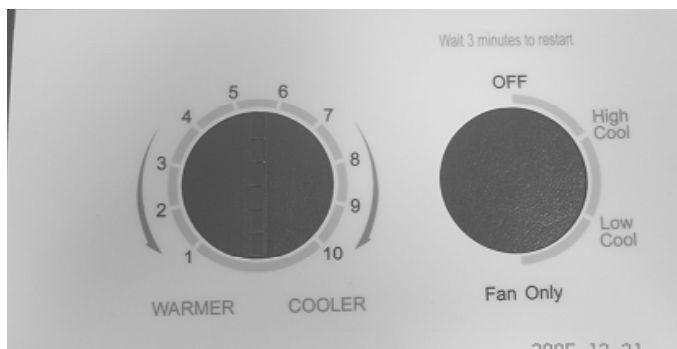 Wait 3 minutes to restart
OFF
5 6
4 7
High
Cool
3 8
2 9
Low
Cool
1 10
Fan Only
WARMER COOLER